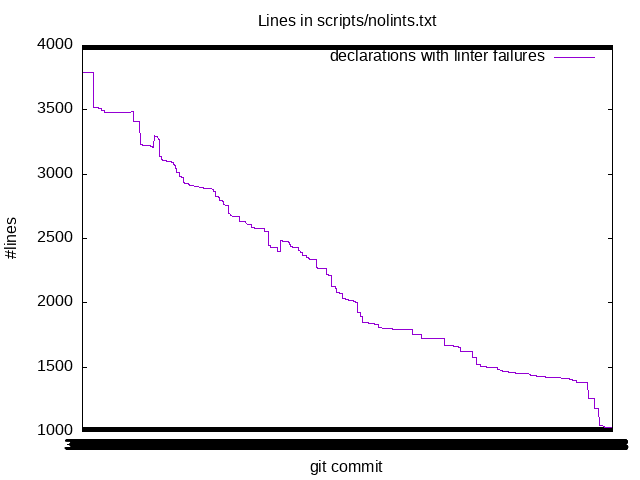 Lines in scripts/nolints.txt
4000
declarations with linter failures
3500
3000
2500
#lines
2000
1500
1000
git commit